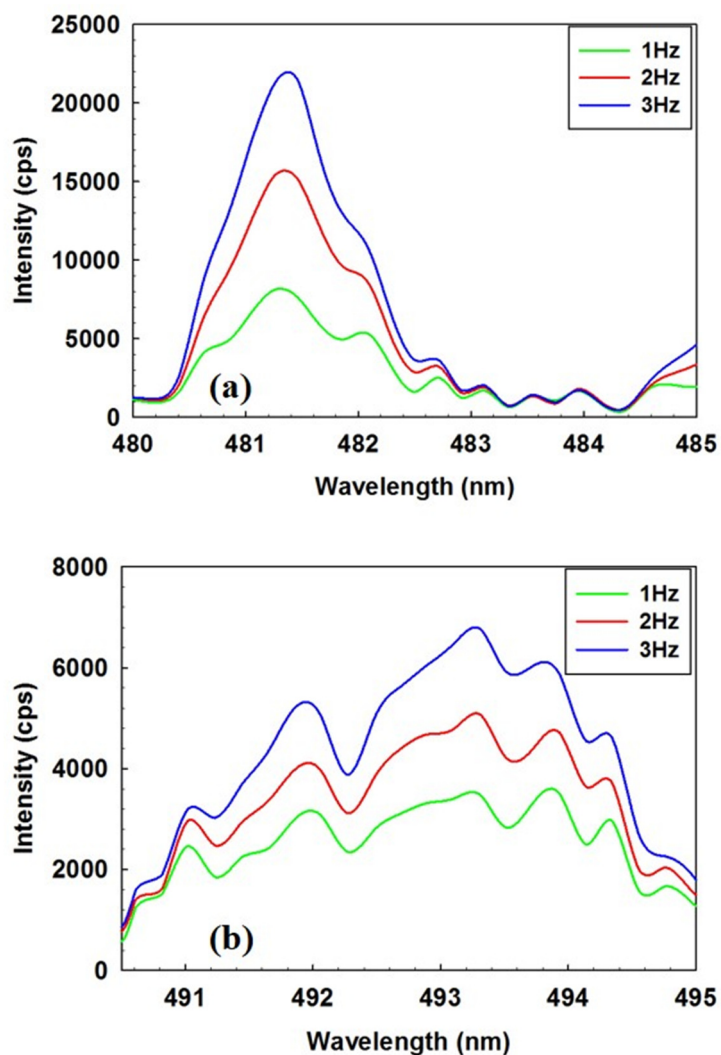 25000
20000
15000
10000
5000
0
Intensity (cps)
1Hz
2Hz
3Hz
(a)
480 481 482 483 484 485
Wavelength (nm)
8000
6000
4000
2000
0
Intensity (cps)
1Hz
2Hz
3Hz
(b)
491 492 493 494 495
Wavelength (nm)